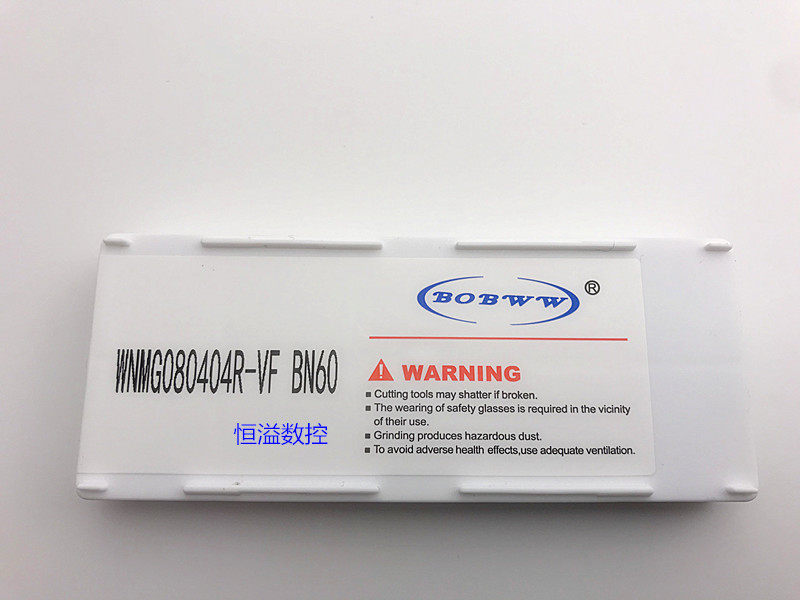 BOBWW®
WNMG080404R-VF BN60
恒溢数控
WARNING
■ Cutting tools may shatter if broken.
■ The wearing of safety glasses is required in the vicinity
of their use.
■ Grinding produces hazardous dust.
■ To avoid adverse health effects,use adequate ventilation.